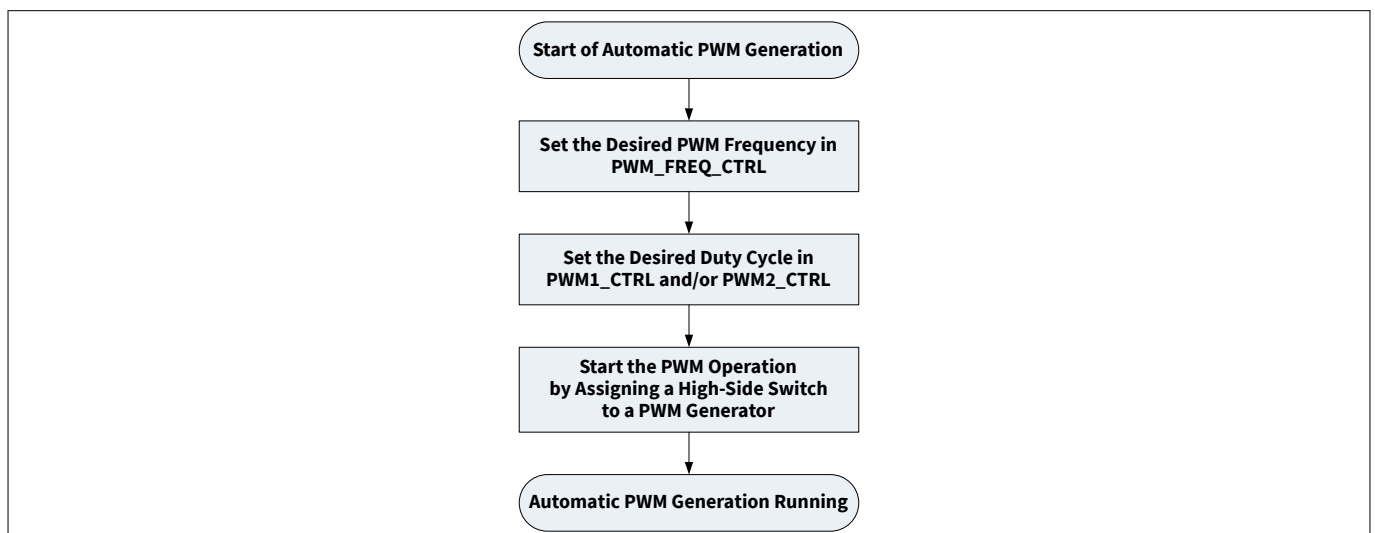 Start of Automatic PWM Generation
Set the Desired PWM Frequency in
PWM_FREQ_CTRL
Set the Desired Duty Cycle in
PWM1_CTRL and/or PWM2_CTRL
Start the PWM Operation
by Assigning a High-Side Switch
to a PWM Generator
Automatic PWM Generation Running